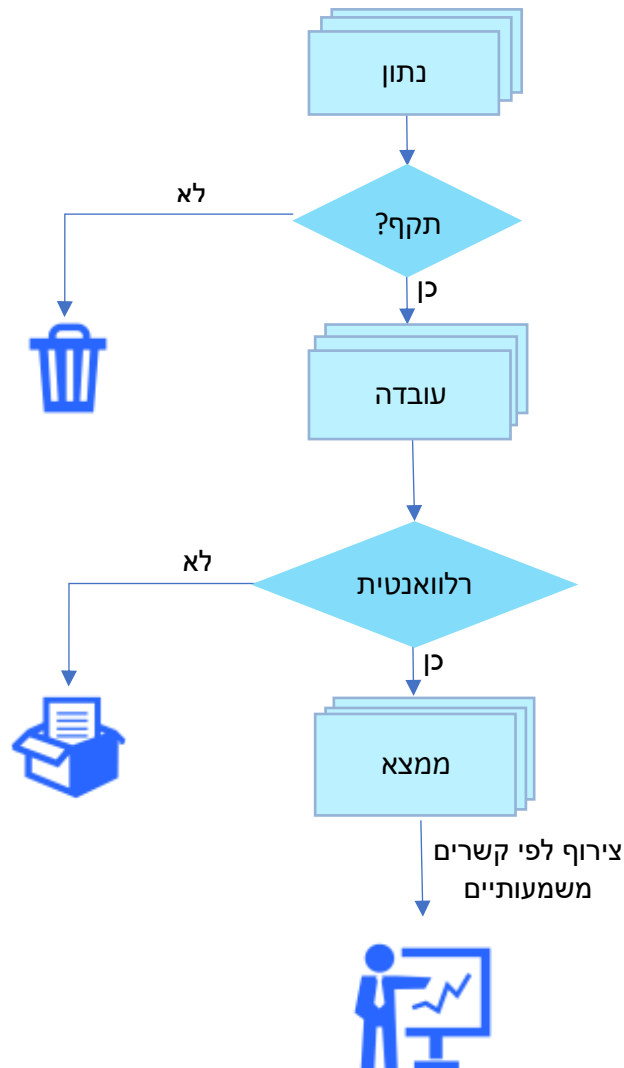 נתון
תקף?
לא
כן
עובדה
רלוואנטית
לא
כן
ממצא
צירוף לפי קשרים
משמעותיים